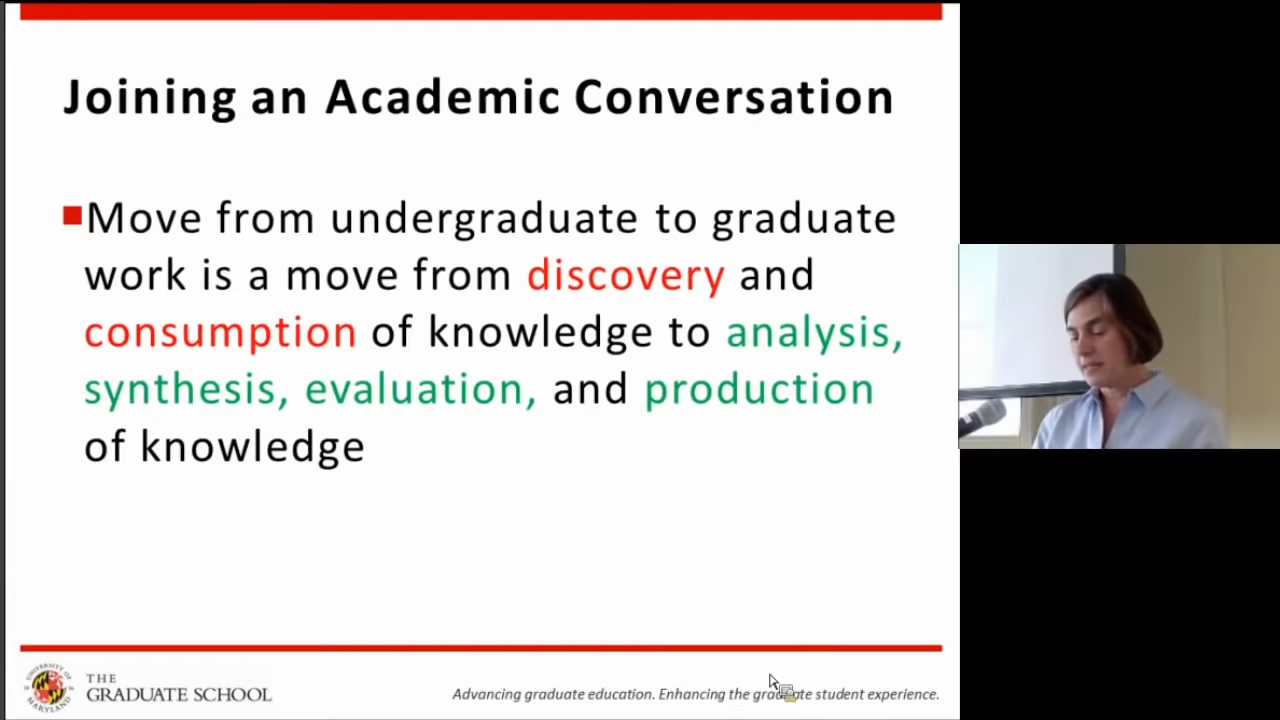 Joining an Academic Conversation
Move from undergraduate to graduate
work is a move from discovery and
consumption of knowledge to analysis,
synthesis, evaluation, and production
of knowledge
UNIVERSITY OF
MARYLAND
THE
GRADUATE SCHOOL
Advancing graduate education. Enhancing the graduate student experience.